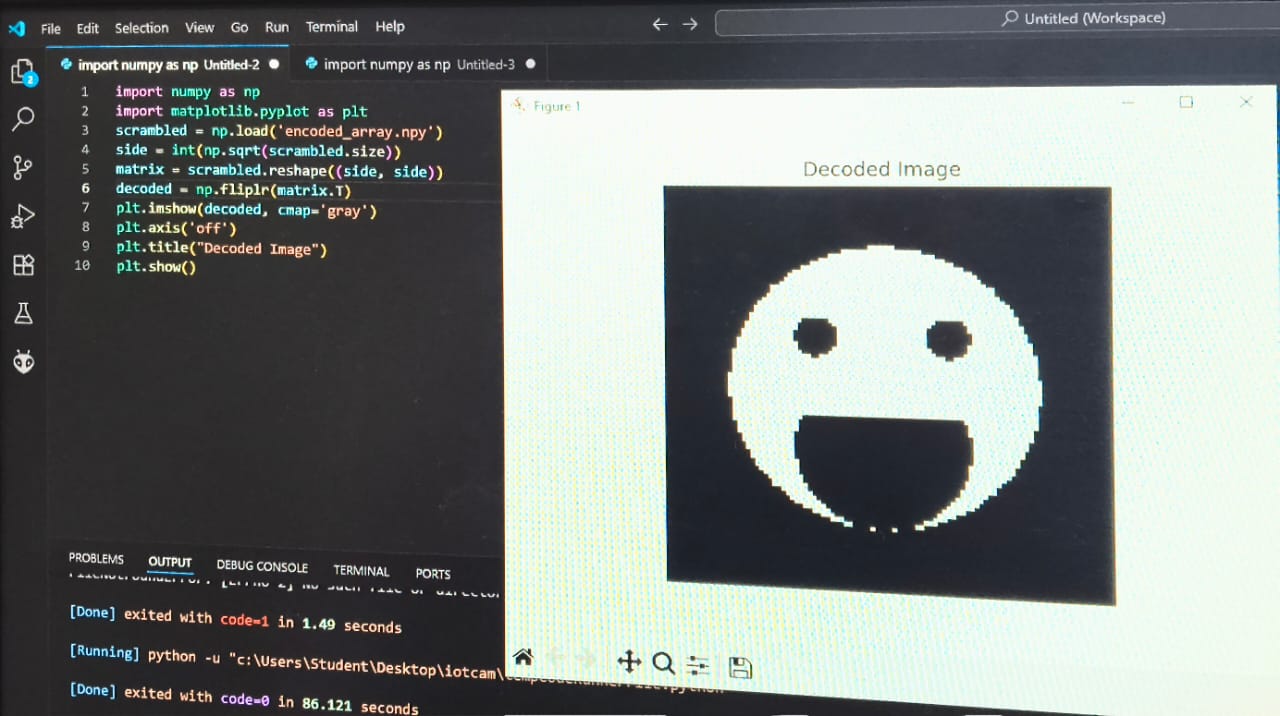 File Edit Selection View Go Run Terminal Help
Untitled (Workspace)
import numpy as np Untitled-2
import numpy as np Untitled-3
2
1 import numpy as np
2 import matplotlib.pyplot as plt
3 scrambled = np.load('encoded_array.npy')
4 side = int(np.sqrt(scrambled.size))
5 matrix = scrambled.reshape((side, side))
6 decoded = np.fliplr(matrix.T)
7 plt.imshow(decoded, cmap='gray')
8 plt.axis('off')
9 plt.title("Decoded Image")
10 plt.show()
Figure 1
Decoded Image
PROBLEMS OUTPUT DEBUG CONSOLE TERMINAL PORTS
[Done] exited with code=1 in 1.49 seconds
[Running] python -u "c:\Users\Student\Desktop\iotcam\
[Done] exited with code=0 in 86.121 seconds